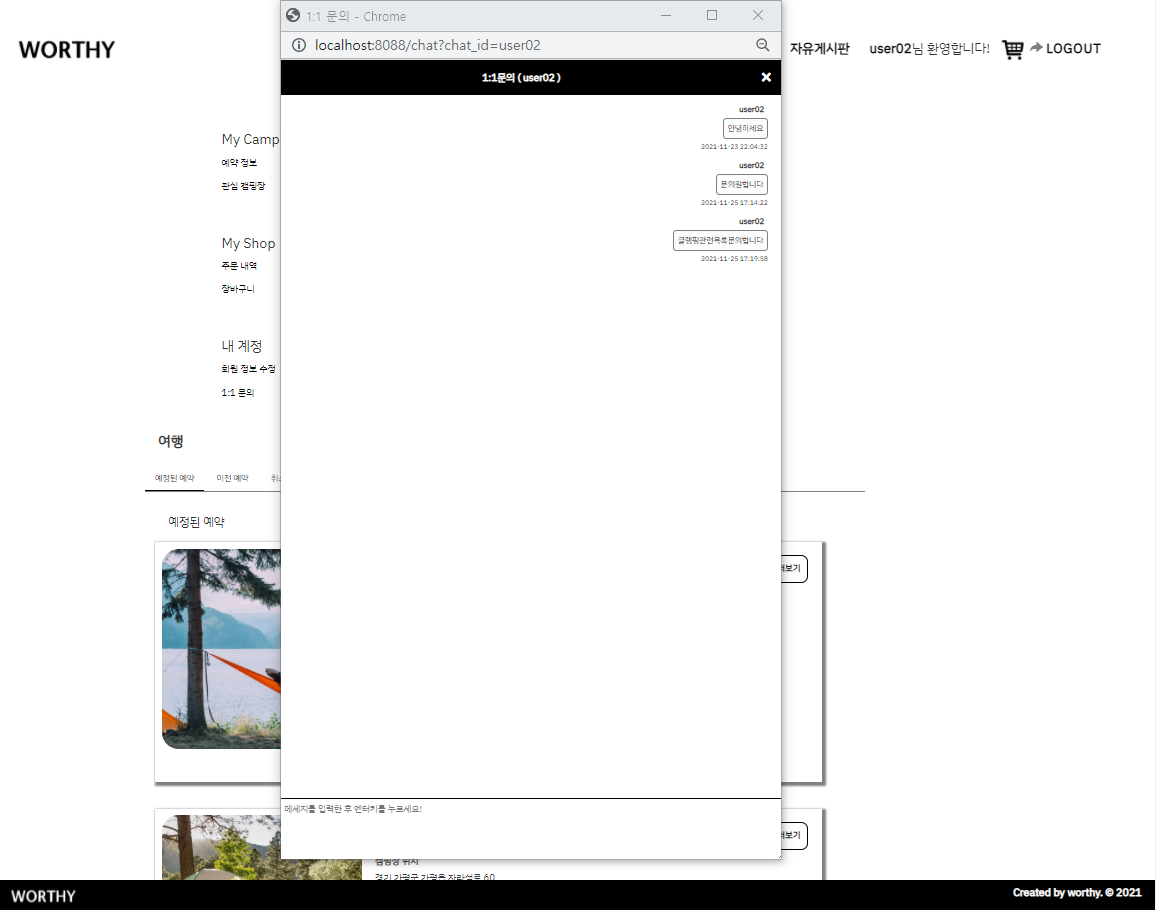 1:1 문의 - Chrome
localhost:8088/chat?chat_id=user02
WORTHY
자유게시판
user02님 환영합니다!
LOGOUT
1:1문의 ( user02 )
user02
안녕하세요
2021-11-23 22:04:32
user02
문의원합니다
2021-11-25 17:14:22
user02
글램핑관련목록문의합니다
2021-11-25 17:19:58
My Camp
예약 정보
관심 캠핑장
My Shop
주문 내역
장바구니
내 계정
회원 정보 수정
1:1 문의
여행
예정된 예약
이전 예약
예정된 예약
메세지를 입력한 후 엔터키를 누르세요!
캠핑장 위치
경기 가평군 가평읍 자라섬로 60
WORTHY
Created by worthy. © 2021